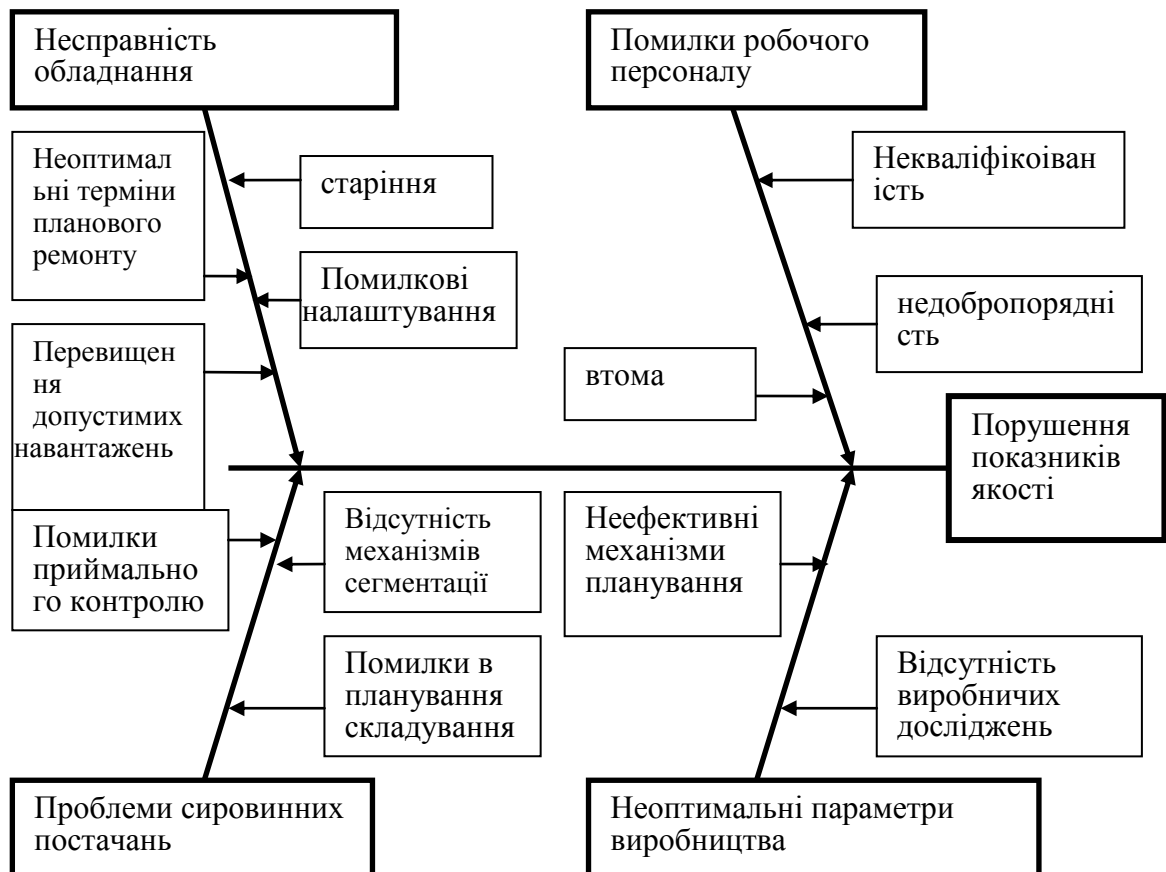 Несправність
обладнання
Помилки робочого
персоналу
Неоптимал
ьні терміни
планового
ремонту
старіння
Помилкові
налаштування
Некваліфікоіван
ість
недобропорядні
сть
Перевищен
ня
допустимих
навантажень
втома
Порушення
показників
якості
Помилки
приймально
го контролю
Відсутність
механізмів
сегментації
Неефективні
механізми
планування
Помилки в
планування
складування
Відсутність
виробничих
досліджень
Проблеми сировинних
постачань
Неоптимальні параметри
виробництва